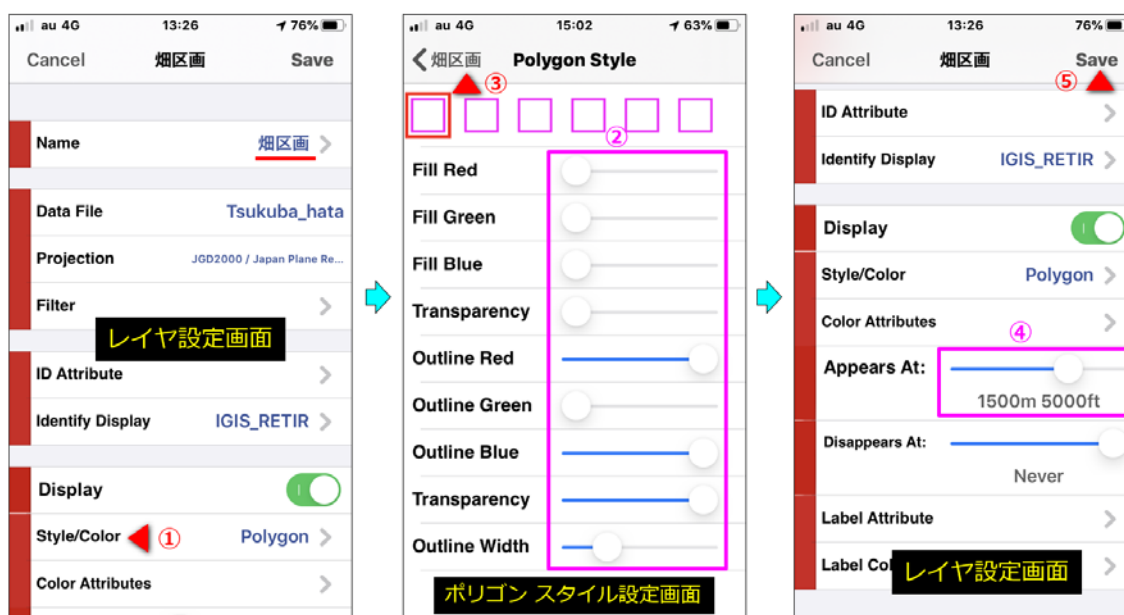 au 4G 13:26 76%
Cancel 畑区画 Save
Name 畑区画
Data File Tsukuba_hata
Projection JGD2000 / Japan Plane Re...
Filter
レイヤ設定画面
ID Attribute
Identify Display IGIS_RETIR
Display
Style/Color ① Polygon
Color Attributes
au 4G 15:02 63%
畑区画 Polygon Style
③
②
Fill Red
Fill Green
Fill Blue
Transparency
Outline Red
Outline Green
Outline Blue
Transparency
Outline Width
ポリゴン スタイル設定画面
au 4G 13:26 76%
Cancel 畑区画 Save
⑤
ID Attribute
Identify Display IGIS_RETIR
Display
Style/Color Polygon
Color Attributes
④
Appears At:
1500m 5000ft
Disappears At:
Never
Label Attribute
Label Col
レイヤ設定画面